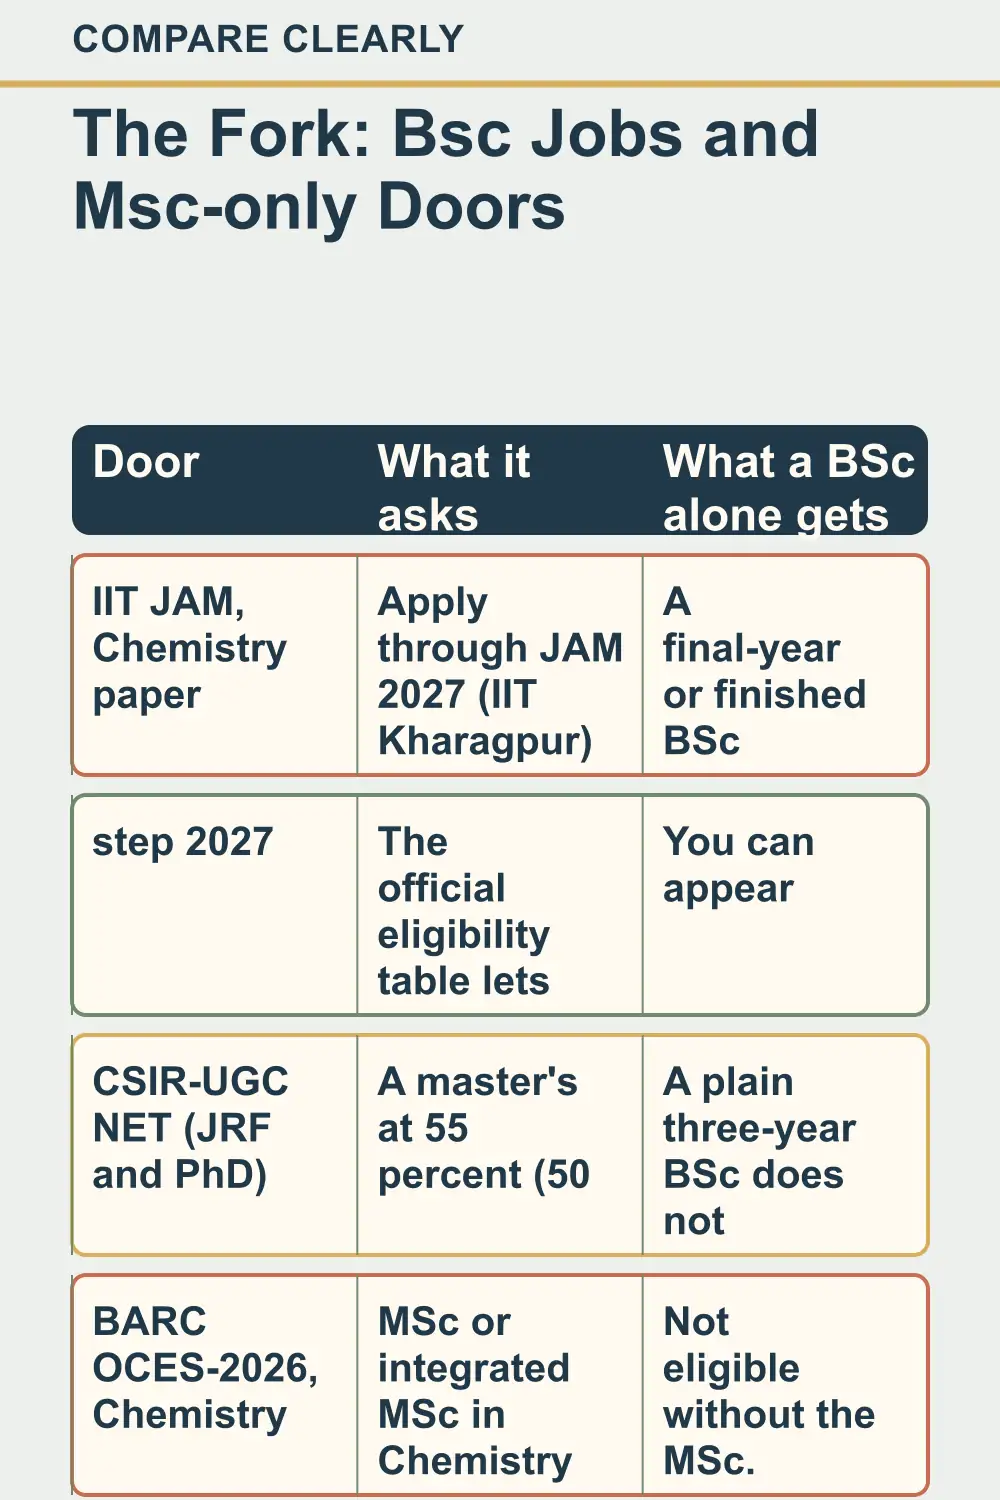 COMPARE CLEARLY
The Fork: Bsc Jobs and
Msc-only Doors
Door
What it
asks
What a BSc
alone gets
IIT JAM,
Chemistry
paper
Apply
through JAM
2027 (IIT
Kharagpur)
A
final-year
or finished
BSc
step 2027
The
official
eligibility
table lets
You can
appear
CSIR-UGC
NET (JRF
and PhD)
A master's
at 55
percent (50
A plain
three-year
BSc does
not
BARC
OCES-2026,
Chemistry
MSc or
integrated
MSc in
Chemistry
Not
eligible
without the
MSc.